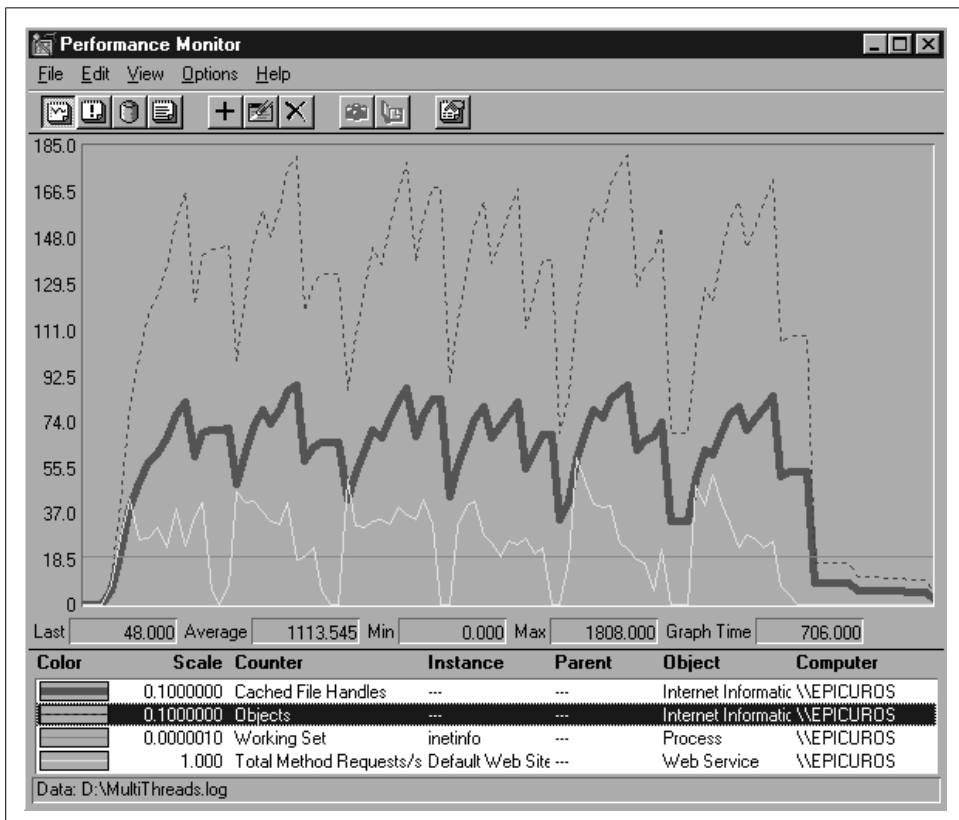 Performance Monitor
File Edit View Options Help
185.0
166.5
148.0
129.5
111.0
92.5
74.0
55.5
37.0
18.5
0
Last 48.000 Average 1113.545 Min 0.000 Max 1808.000 Graph Time 706.000
Color Scale Counter Instance Parent Object Computer
0.1000000 Cached File Handles --- --- Internet Informatic \\EPICUROS
0.1000000 Objects --- --- Internet Informatic \\EPICUROS
0.0000010 Working Set inetinfo --- Process \\EPICUROS
1.000 Total Method Requests/s Default Web Site --- Web Service \\EPICUROS
Data: D:\MultiThreads.log